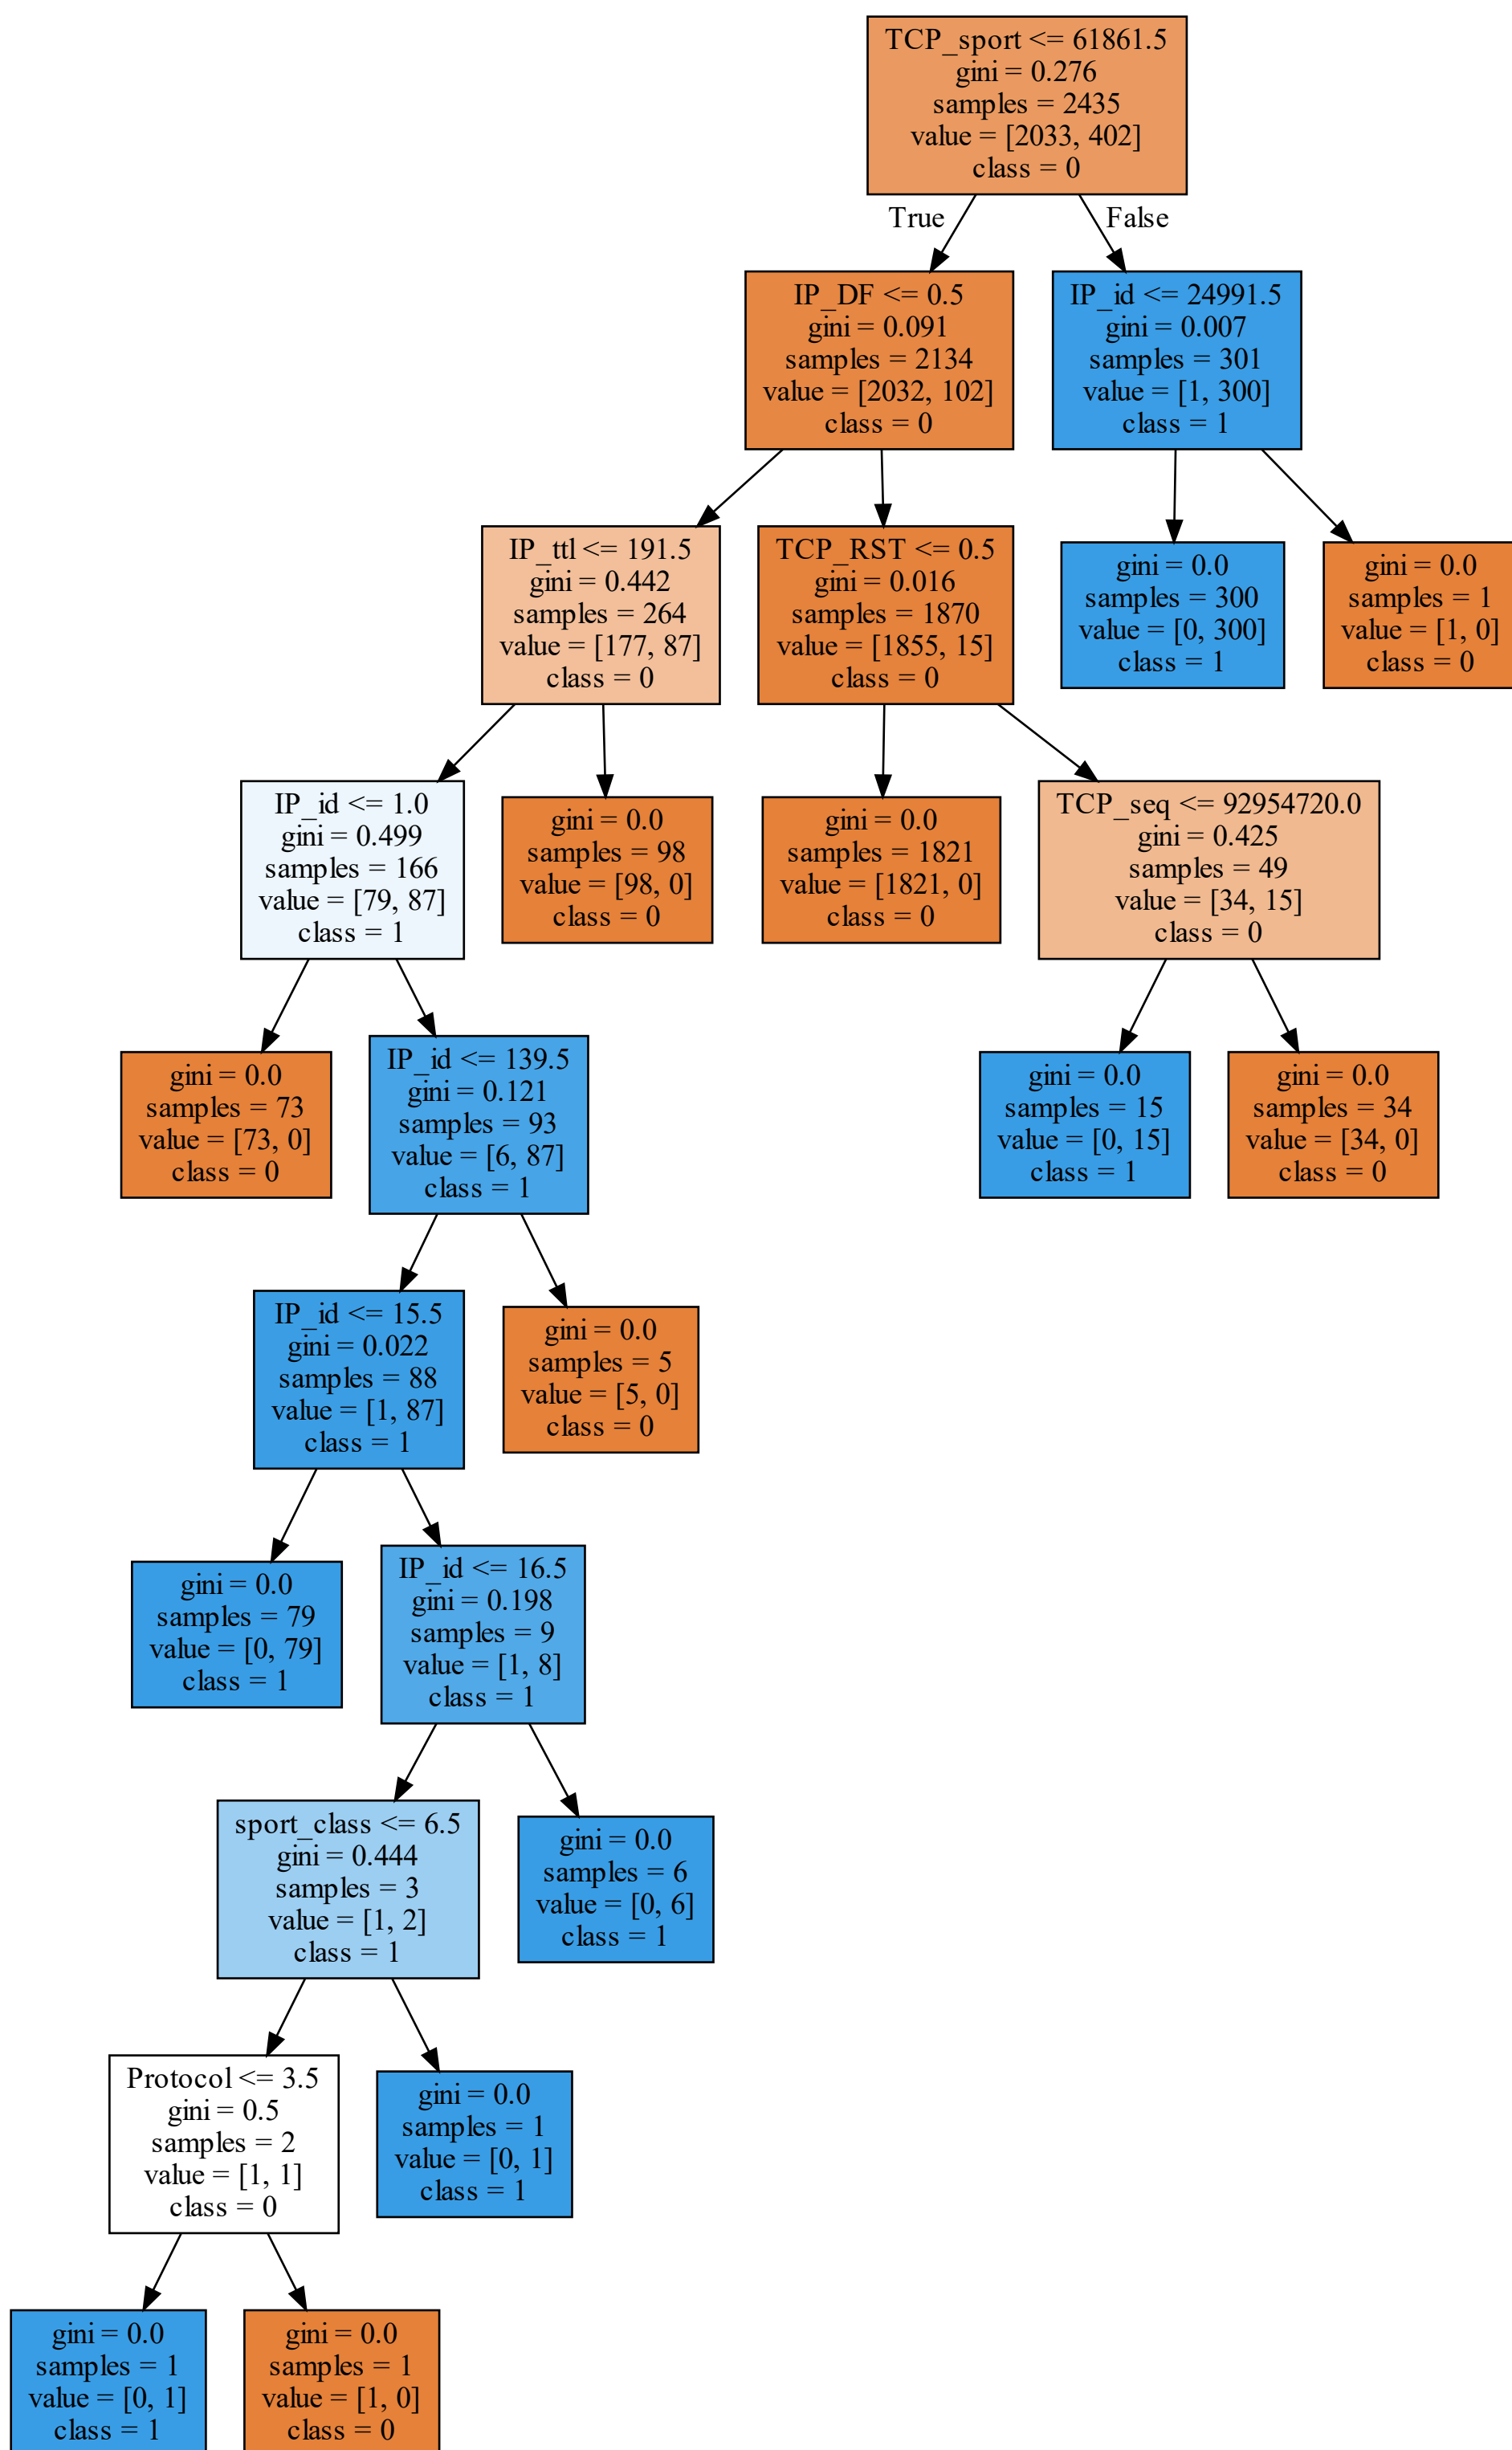 TCP_sport <= 61861.5
gini = 0.276
samples = 2435
value = [2033, 402]
class = 0
True
False
IP_DF <= 0.5
gini = 0.091
samples = 2134
value = [2032, 102]
class = 0
IP_id <= 24991.5
gini = 0.007
samples = 301
value = [1, 300]
class = 1
IP_ttl <= 191.5
gini = 0.442
samples = 264
value = [177, 87]
class = 0
TCP_RST <= 0.5
gini = 0.016
samples = 1870
value = [1855, 15]
class = 0
gini = 0.0
samples = 300
value = [0, 300]
class = 1
gini = 0.0
samples = 1
value = [1, 0]
class = 0
IP_id <= 1.0
gini = 0.499
samples = 166
value = [79, 87]
class = 1
gini = 0.0
samples = 98
value = [98, 0]
class = 0
gini = 0.0
samples = 1821
value = [1821, 0]
class = 0
TCP_seq <= 92954720.0
gini = 0.425
samples = 49
value = [34, 15]
class = 0
gini = 0.0
samples = 73
value = [73, 0]
class = 0
IP_id <= 139.5
gini = 0.121
samples = 93
value = [6, 87]
class = 1
gini = 0.0
samples = 15
value = [0, 15]
class = 1
gini = 0.0
samples = 34
value = [34, 0]
class = 0
IP_id <= 15.5
gini = 0.022
samples = 88
value = [1, 87]
class = 1
gini = 0.0
samples = 5
value = [5, 0]
class = 0
gini = 0.0
samples = 79
value = [0, 79]
class = 1
IP_id <= 16.5
gini = 0.198
samples = 9
value = [1, 8]
class = 1
sport_class <= 6.5
gini = 0.444
samples = 3
value = [1, 2]
class = 1
gini = 0.0
samples = 6
value = [0, 6]
class = 1
Protocol <= 3.5
gini = 0.5
samples = 2
value = [1, 1]
class = 0
gini = 0.0
samples = 1
value = [0, 1]
class = 1
gini = 0.0
samples = 1
value = [0, 1]
class = 1
gini = 0.0
samples = 1
value = [1, 0]
class = 0